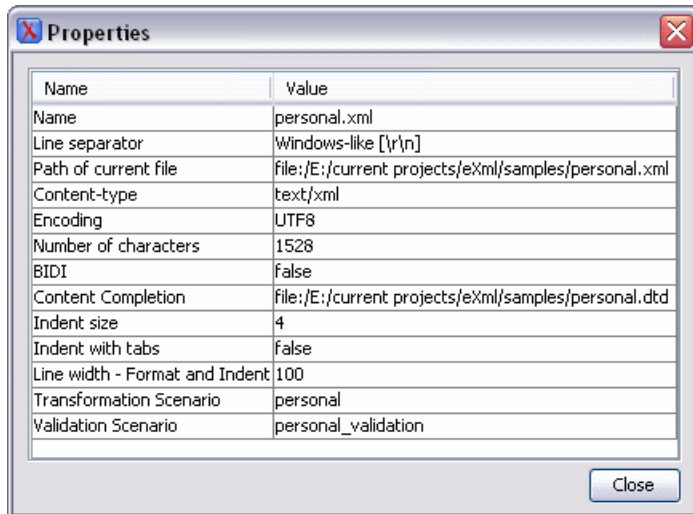 Properties
Name Value
Name personal.xml
Line separator Windows-like [\r\n]
Path of current file file:/E:/current projects/eXml/samples/personal.xml
Content-type text/xml
Encoding UTF8
Number of characters 1528
BIDI false
Content Completion file:/E:/current projects/eXml/samples/personal.dtd
Indent size 4
Indent with tabs false
Line width - Format and Indent 100
Transformation Scenario personal
Validation Scenario personal_validation
Close